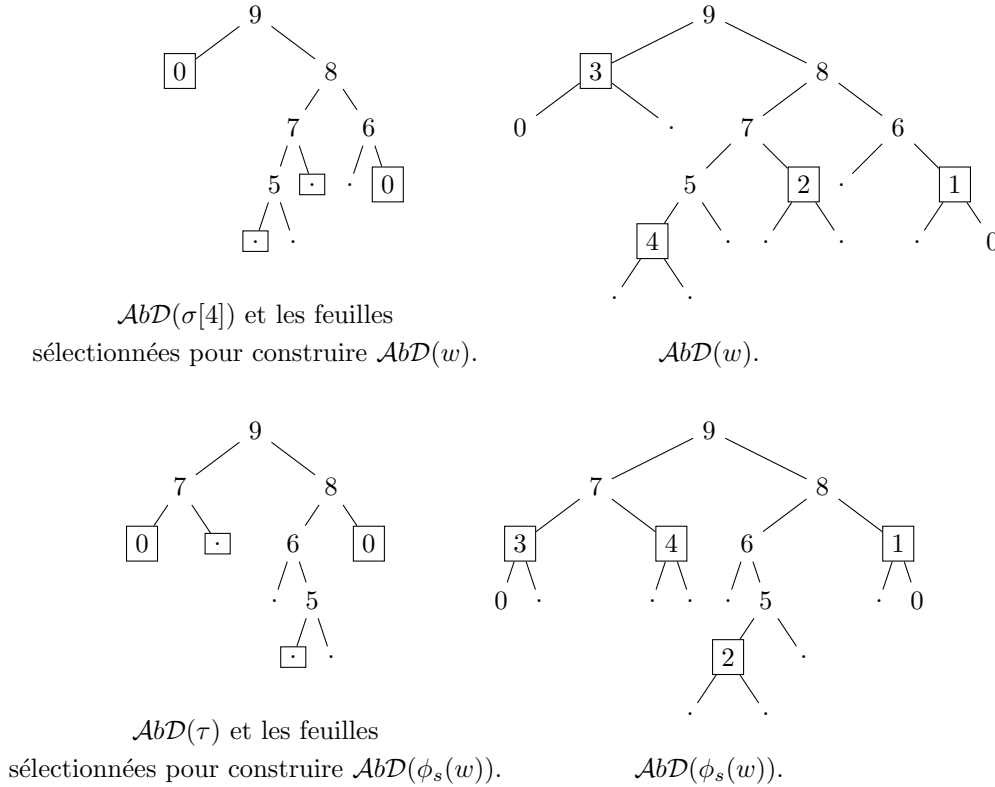 9
0 8
7 6
5 · · 0
· ·
𝒜b𝒟(σ[4]) et les feuilles
sélectionnées pour construire 𝒜b𝒟(w).
9
3 8
0 · 7 6
5 2 · 1
4 · · · · 0
· ·
𝒜b𝒟(w).
9
7 8
0 · 6 0
· 5
· ·
𝒜b𝒟(τ) et les feuilles
sélectionnées pour construire 𝒜b𝒟(ϕₛ(w)).
9
7 8
3 4 6 1
0 · · · · 5 · 0
2 ·
· ·
𝒜b𝒟(ϕₛ(w)).